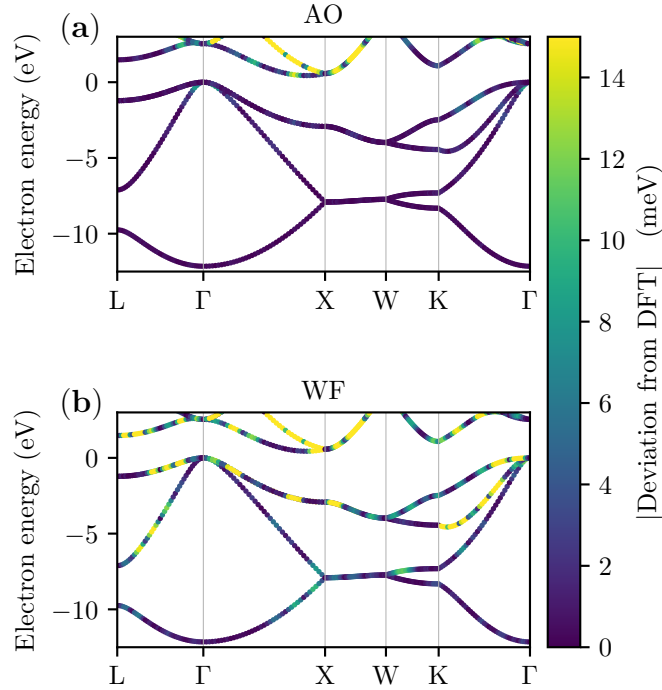 AO
(a)
Electron energy (eV)
0
−5
−10
L Γ X W K Γ
WF
(b)
Electron energy (eV)
0
−5
−10
L Γ X W K Γ
14
12
10
8
6
4
2
0
|Deviation from DFT| (meV)